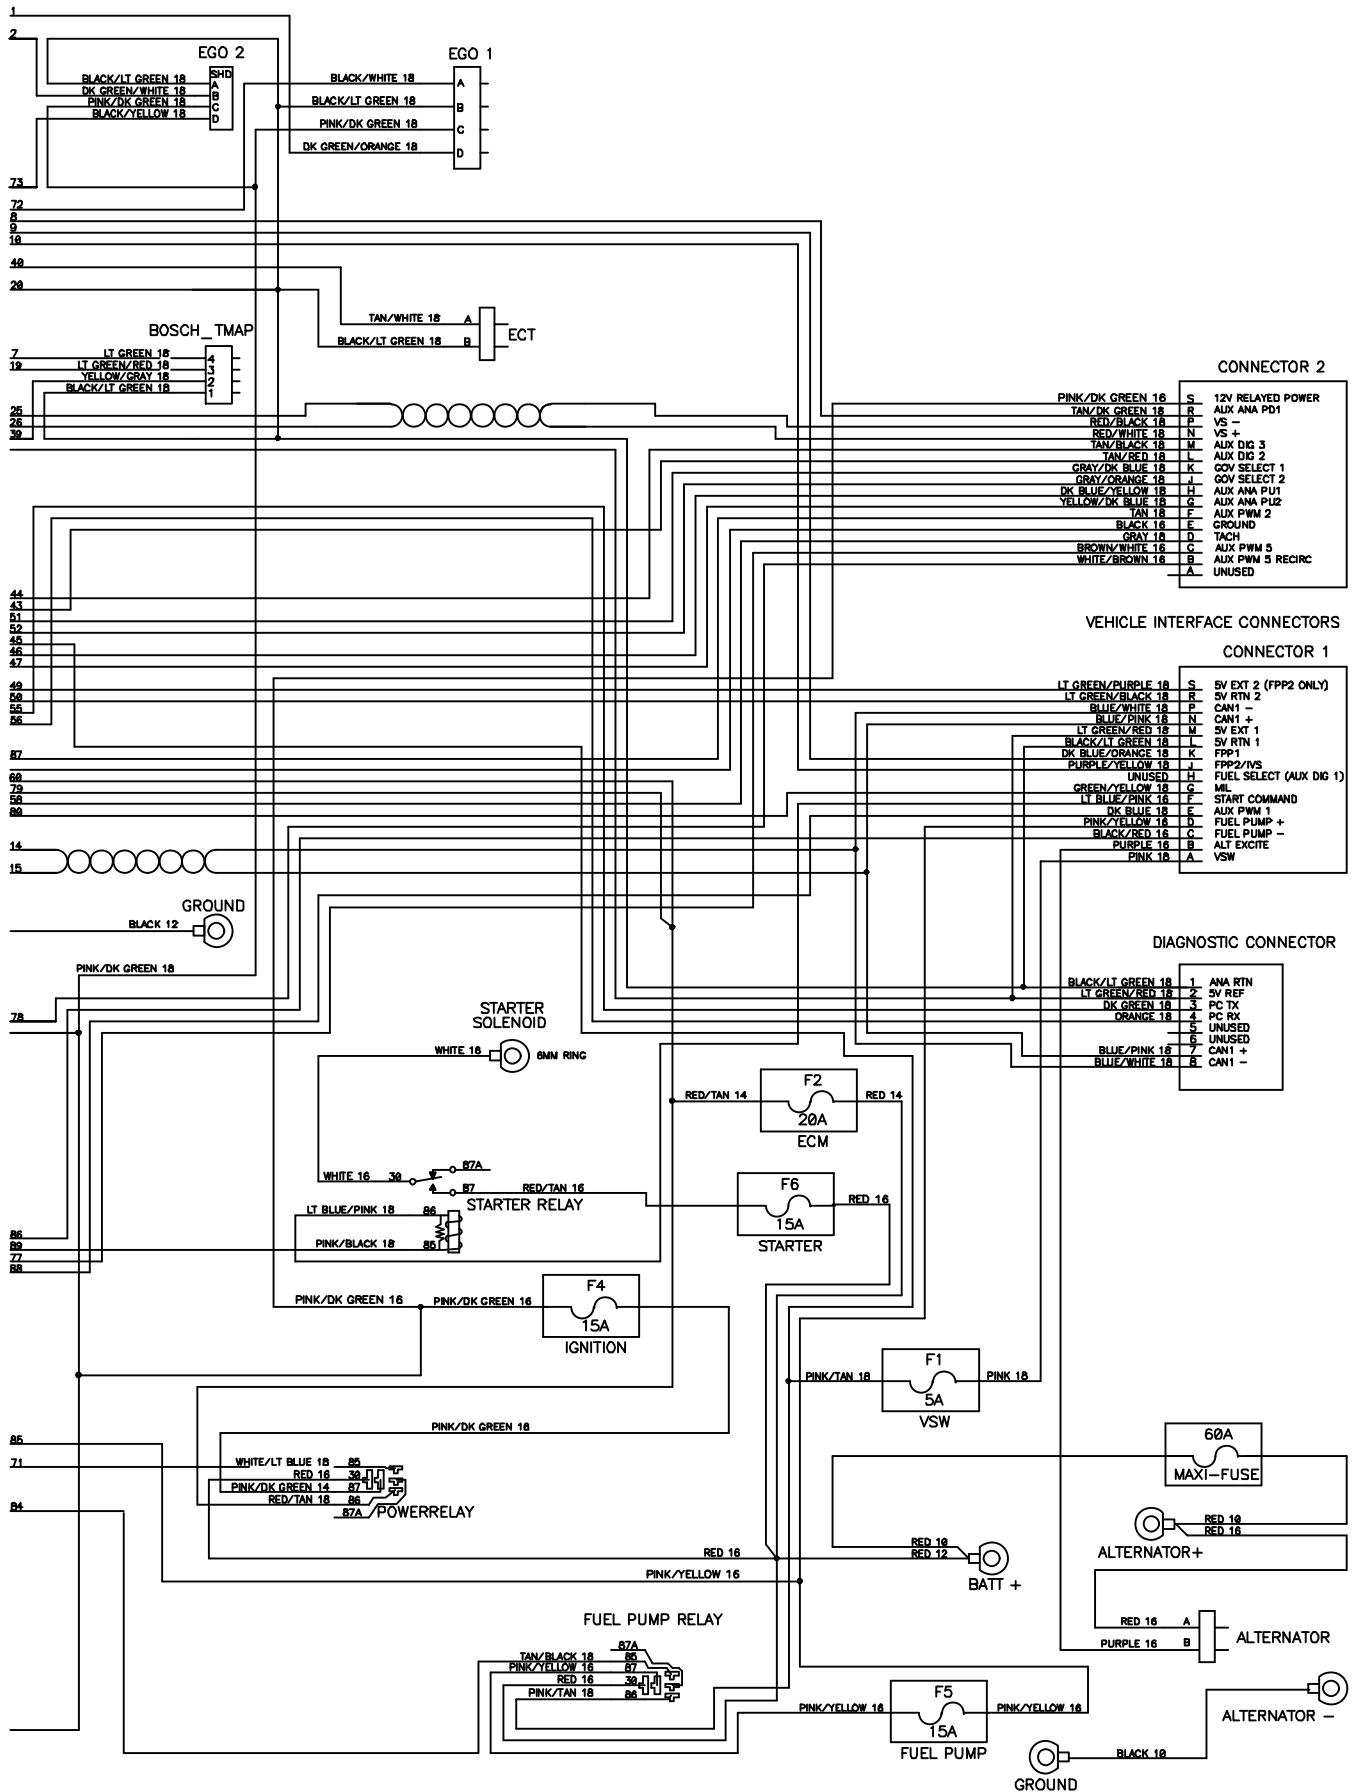 1
2
EGO 2
EGO 1
SHD
BLACK/LT GREEN 18 A
DK GREEN/WHITE 18 B
PINK/DK GREEN 18 C
BLACK/YELLOW 18 D
BLACK/WHITE 18 A
BLACK/LT GREEN 18 B
PINK/DK GREEN 18 C
DK GREEN/ORANGE 18 D
73
72
8
9
10
40
20
TAN/WHITE 18 A
BLACK/LT GREEN 18 B
ECT
BOSCH_TMAP
7 LT GREEN 18 4
19 LT GREEN/RED 18 3
YELLOW/GRAY 18 2
BLACK/LT GREEN 18 1
25
26
39
CONNECTOR 2
PINK/DK GREEN 16 S 12V RELAYED POWER
TAN/DK GREEN 18 R AUX ANA PD1
RED/BLACK 18 P VS -
RED/WHITE 18 N VS +
TAN/BLACK 18 M AUX DIG 3
TAN/RED 18 L AUX DIG 2
GRAY/DK BLUE 18 K GOV SELECT 1
GRAY/ORANGE 18 J GOV SELECT 2
DK BLUE/YELLOW 18 H AUX ANA PU1
YELLOW/DK BLUE 18 G AUX ANA PU2
TAN 18 F AUX PWM 2
BLACK 16 E GROUND
GRAY 18 D TACH
BROWN/WHITE 16 C AUX PWM 5
WHITE/BROWN 16 B AUX PWM 5 RECIRC
A UNUSED
44
43
51
52
45
46
47
49
50
55
56
87
60
79
58
80
14
15
VEHICLE INTERFACE CONNECTORS
CONNECTOR 1
LT GREEN/PURPLE 18 S 5V EXT 2 (FPP2 ONLY)
LT GREEN/BLACK 18 R 5V RTN 2
BLUE/WHITE 18 P CAN1 -
BLUE/PINK 18 N CAN1 +
LT GREEN/RED 18 M 5V EXT 1
BLACK/LT GREEN 18 L 5V RTN 1
DK BLUE/ORANGE 18 K FPP1
PURPLE/YELLOW 18 J FPP2/IVS
UNUSED H FUEL SELECT (AUX DIG 1)
GREEN/YELLOW 18 G MIL
LT BLUE/PINK 16 F START COMMAND
DK BLUE 18 E AUX PWM 1
PINK/YELLOW 16 D FUEL PUMP +
BLACK/RED 16 C FUEL PUMP -
PURPLE 16 B ALT EXCITE
PINK 18 A VSW
GROUND
BLACK 12
PINK/DK GREEN 18
DIAGNOSTIC CONNECTOR
BLACK/LT GREEN 18 1 ANA RTN
LT GREEN/RED 18 2 5V REF
DK GREEN 18 3 PC TX
ORANGE 18 4 PC RX
5 UNUSED
6 UNUSED
BLUE/PINK 18 7 CAN1 +
BLUE/WHITE 18 8 CAN1 -
78
STARTER
SOLENOID
WHITE 16 6MM RING
F2
RED/TAN 14 RED 14
20A
ECM
87A
WHITE 16 30
87 RED/TAN 16
STARTER RELAY
F6
RED 16
15A
STARTER
LT BLUE/PINK 18 86
PINK/BLACK 18 85
86
89
77
88
F4
PINK/DK GREEN 16 PINK/DK GREEN 16
15A
IGNITION
F1
PINK/TAN 18 PINK 18
5A
VSW
PINK/DK GREEN 18
85
71
84
WHITE/LT BLUE 18 85
RED 16 30
PINK/DK GREEN 14 87
RED/TAN 18 86
87A POWERRELAY
60A
MAXI-FUSE
RED 10
RED 16
ALTERNATOR+
RED 10
RED 12
BATT +
RED 16
PINK/YELLOW 16
FUEL PUMP RELAY
87A
TAN/BLACK 18 85
PINK/YELLOW 16 87
RED 16 30
PINK/TAN 18 86
RED 16 A
PURPLE 16 B
ALTERNATOR
F5
PINK/YELLOW 16 PINK/YELLOW 16
15A
FUEL PUMP
ALTERNATOR -
BLACK 10
GROUND